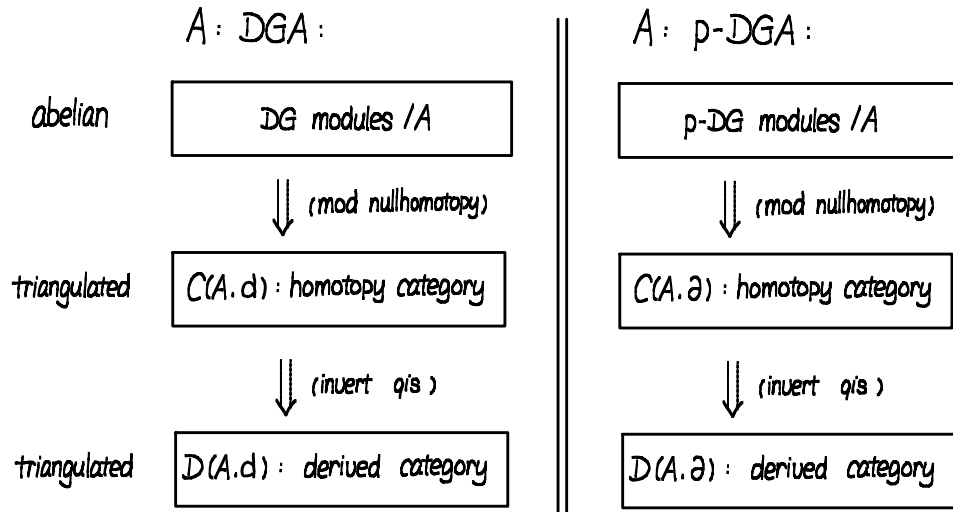 A: DGA:
abelian
DG modules /A
(mod nullhomotopy)
triangulated
C(A.d): homotopy category
(invert qis)
triangulated
D(A.d): derived category
A: p-DGA:
p-DG modules /A
(mod nullhomotopy)
C(A.∂): homotopy category
(invert qis)
D(A.∂): derived category